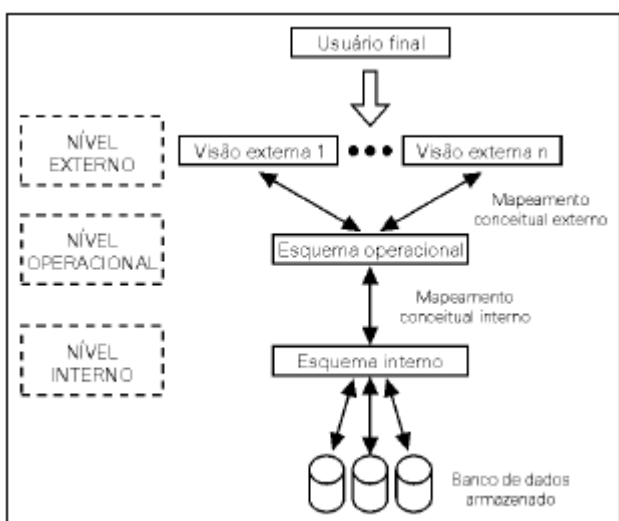 Usuário final
NÍVEL
EXTERNO
Visão externa 1
Visão externa n
Mapeamento
conceitual externo
NÍVEL
OPERACIONAL
Esquema operacional
Mapeamento
conceitual interno
NÍVEL
INTERNO
Esquema interno
Banco de dados
armazenado